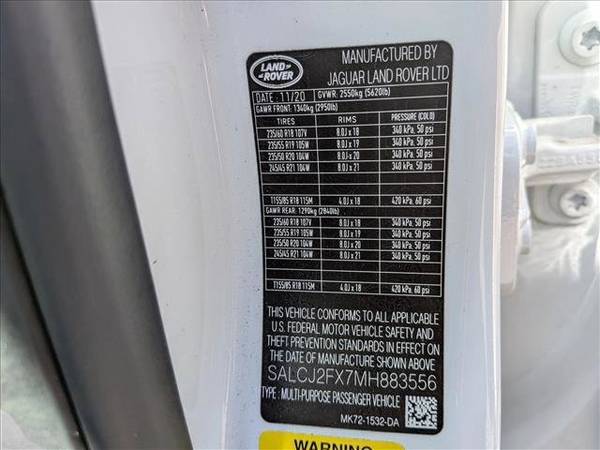 LAND
ROVER
MANUFACTURED BY
JAGUAR LAND ROVER LTD
DATE : 11/20 GVWR: 2550kg (5620lb)
GAWR FRONT: 1340kg (2950lb)
TIRES RIMS PRESSURE (COLD)
235/60 R18 107V 8.0J x 18 340 kPa, 50 psi
235/55 R19 105W 8.0J x 19 340 kPa, 50 psi
235/50 R20 104W 8.0J x 20 340 kPa, 50 psi
245/45 R21 104W 8.0J x 21 340 kPa, 50 psi
T155/85 R18 115M 4.0J x 18 420 kPa, 60 psi
GAWR REAR: 1290kg (2840lb)
235/60 R18 107V 8.0J x 18 340 kPa, 50 psi
235/55 R19 105W 8.0J x 19 340 kPa, 50 psi
235/50 R20 104W 8.0J x 20 340 kPa, 50 psi
245/45 R21 104W 8.0J x 21 340 kPa, 50 psi
T155/85 R18 115M 4.0J x 18 420 kPa, 60 psi
THIS VEHICLE CONFORMS TO ALL APPLICABLE
U.S. FEDERAL MOTOR VEHICLE SAFETY AND
THEFT PREVENTION STANDARDS IN EFFECT ON
THE DATE OF MANUFACTURE SHOWN ABOVE.
SALCJ2FX7MH883556
TYPE : MULTI-PURPOSE PASSENGER VEHICLE
MK72-1532-DA
WARNING